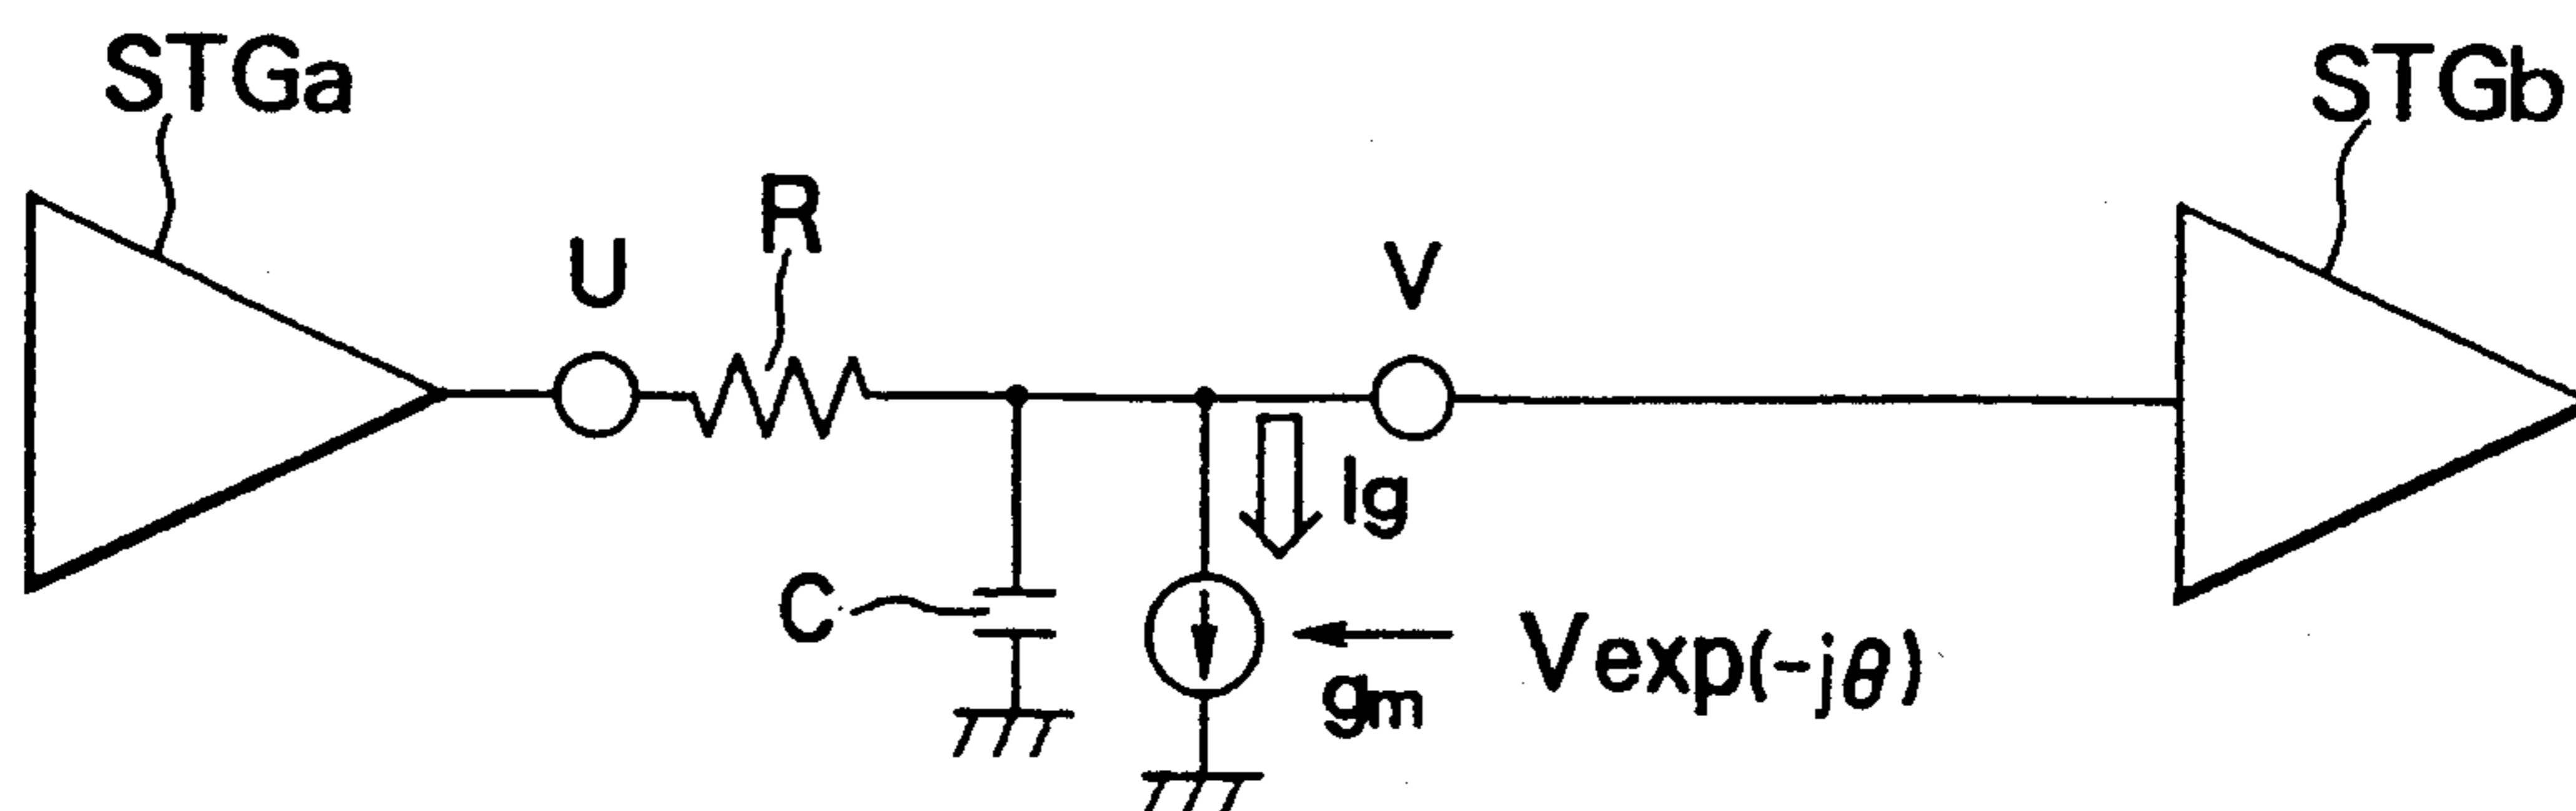 STGa
STGb
R
U
V
Ig
C
gm
Vexp(-jθ)